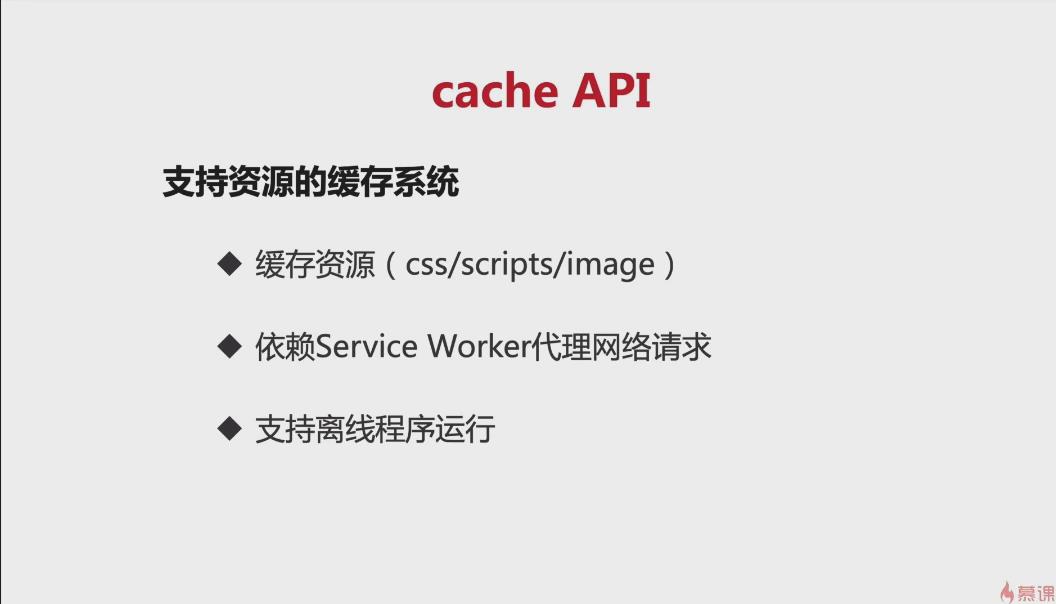 cache API
支持资源的缓存系统
◆ 缓存资源（css/scripts/image）
◆ 依赖Service Worker代理网络请求
◆ 支持离线程序运行
慕课